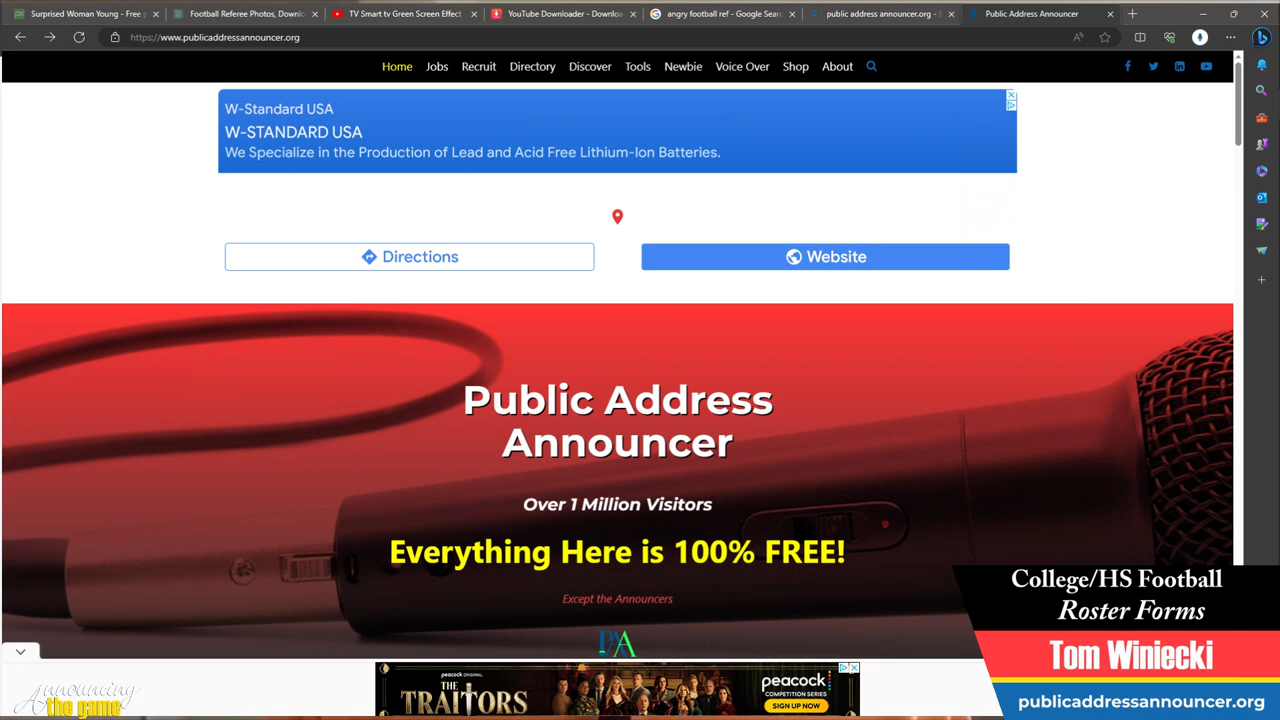 Surprised Woman Young - Free p
Football Referee Photos, Downlo
TV Smart tv Green Screen Effect
YouTube Downloader - Downloa
angry football ref - Google Sear
public address announcer.org - S
Public Address Announcer
https://www.publicaddressannouncer.org
Home Jobs Recruit Directory Discover Tools Newbie Voice Over Shop About
W-Standard USA
W-STANDARD USA
We Specialize in the Production of Lead and Acid Free Lithium-Ion Batteries.
Directions
Website
Public Address
Announcer
Over 1 Million Visitors
Everything Here is 100% FREE!
Except the Announcers
PAA
College/HS Football
Roster Forms
Tom Winiecki
publicaddressannouncer.org
Announcing
the game
peacock ORIGINAL
THE
TRAITORS
peacock
COMPETITION SERIES
SIGN UP NOW